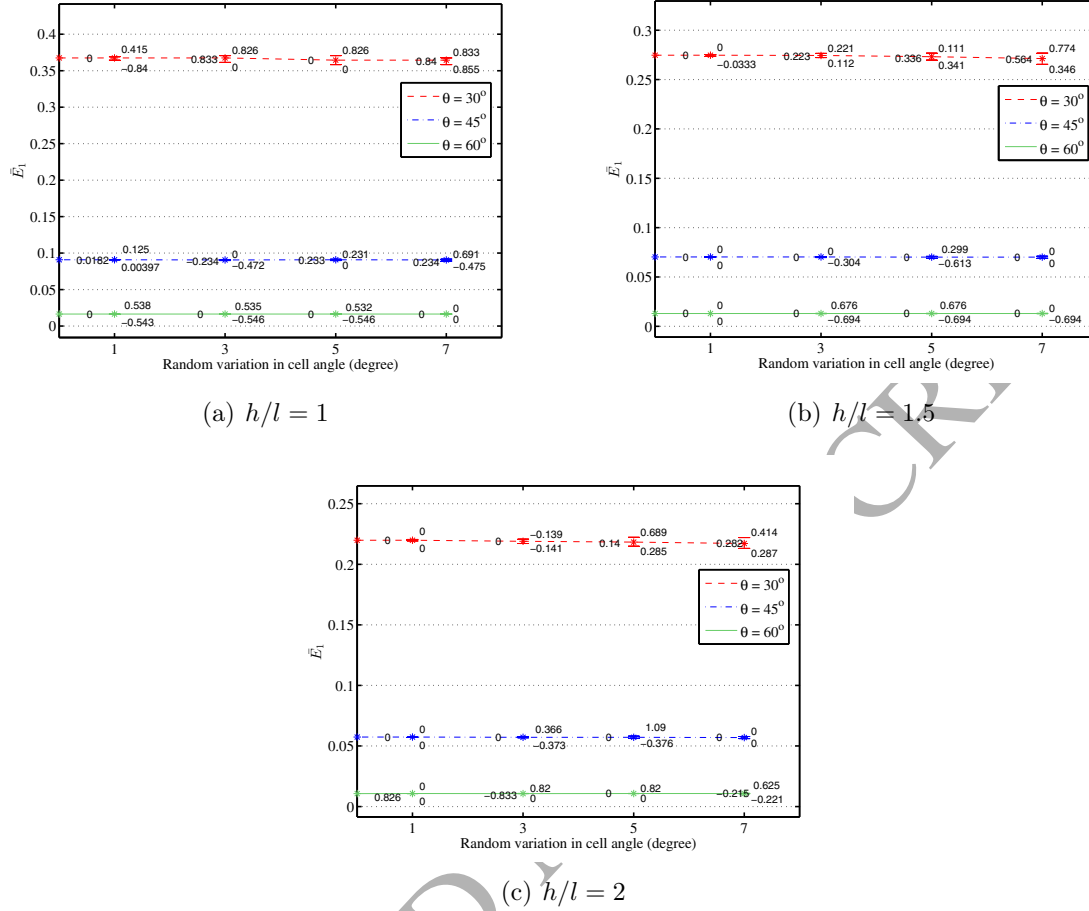 0.4
0.35
0.3
0.25
0.2
0.15
0.1
0.05
0
Ē₁
0 0.415 −0.84
0.833 0.826 0
0 0.826 0
0.84 0.833 0.855
θ = 30°
θ = 45°
θ = 60°
0.0182 0.125 0.00397
−0.234 0 −0.472
0.233 0.231 0
0.234 0.691 −0.475
0 0.538 −0.543
0 0.535 −0.546
0 0.532 −0.546
0 0 0
1 3 5 7
Random variation in cell angle (degree)
(a) h/l = 1
0.3
0.25
0.2
0.15
0.1
0.05
0
Ē₁
0 0 −0.0333
0.223 0.221 0.112
0.336 0.111 0.341
0.564 0.774 0.346
θ = 30°
θ = 45°
θ = 60°
0 0 0
0 0 −0.304
0 0.299 −0.613
0 0 0
0 0 0
0 0.676 −0.694
0 0.676 −0.694
0 0 −0.694
1 3 5 7
Random variation in cell angle (degree)
(b) h/l = 1.5
CR
0.25
0.2
0.15
0.1
0.05
0
Ē₁
0 0 0
0 −0.139 −0.141
0.14 0.689 0.285
0.282 0.414 0.287
θ = 30°
θ = 45°
θ = 60°
0 0 0
0 0.366 −0.373
0 1.09 −0.376
0 0 0
0.826 0 0
−0.833 0.82 0
0 0.82 0
−0.215 0.625 −0.221
1 3 5 7
Random variation in cell angle (degree)
(c) h/l = 2